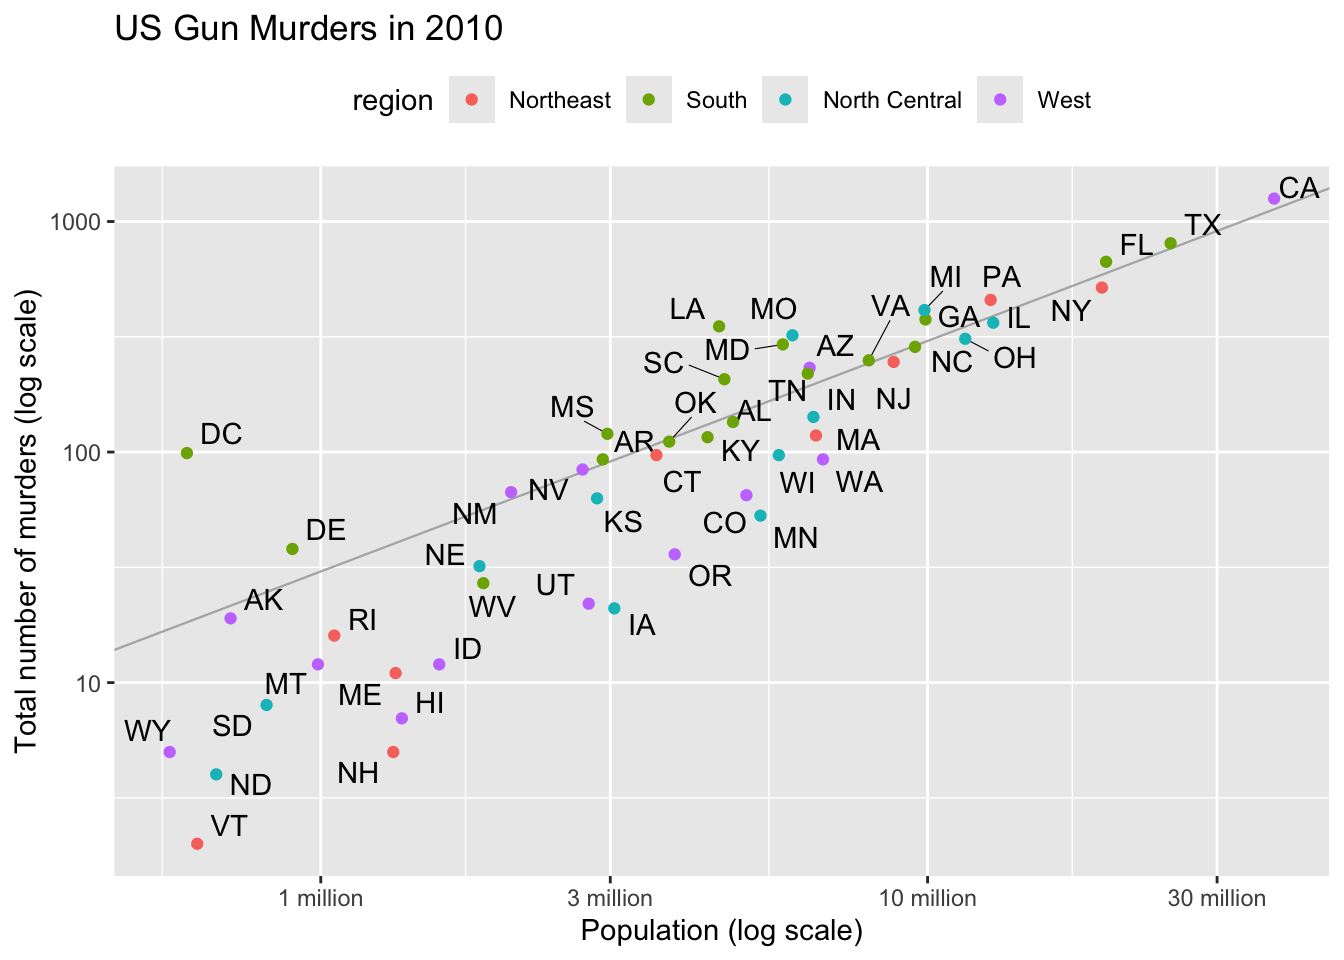 US Gun Murders in 2010
region Northeast South North Central West
CA
1000
TX
FL
MI PA
LA MO VA
GA IL NY
MD AZ
SC NC OH
TN IN NJ
MS OK AL
DC AR KY MA
100
CT WI WA
NV
NM KS CO
DE MN
NE
UT OR
AK WV
RI IA
ID
10
MT ME HI
WY SD
NH
ND
VT
1 million 3 million 10 million 30 million
Population (log scale)
Total number of murders (log scale)